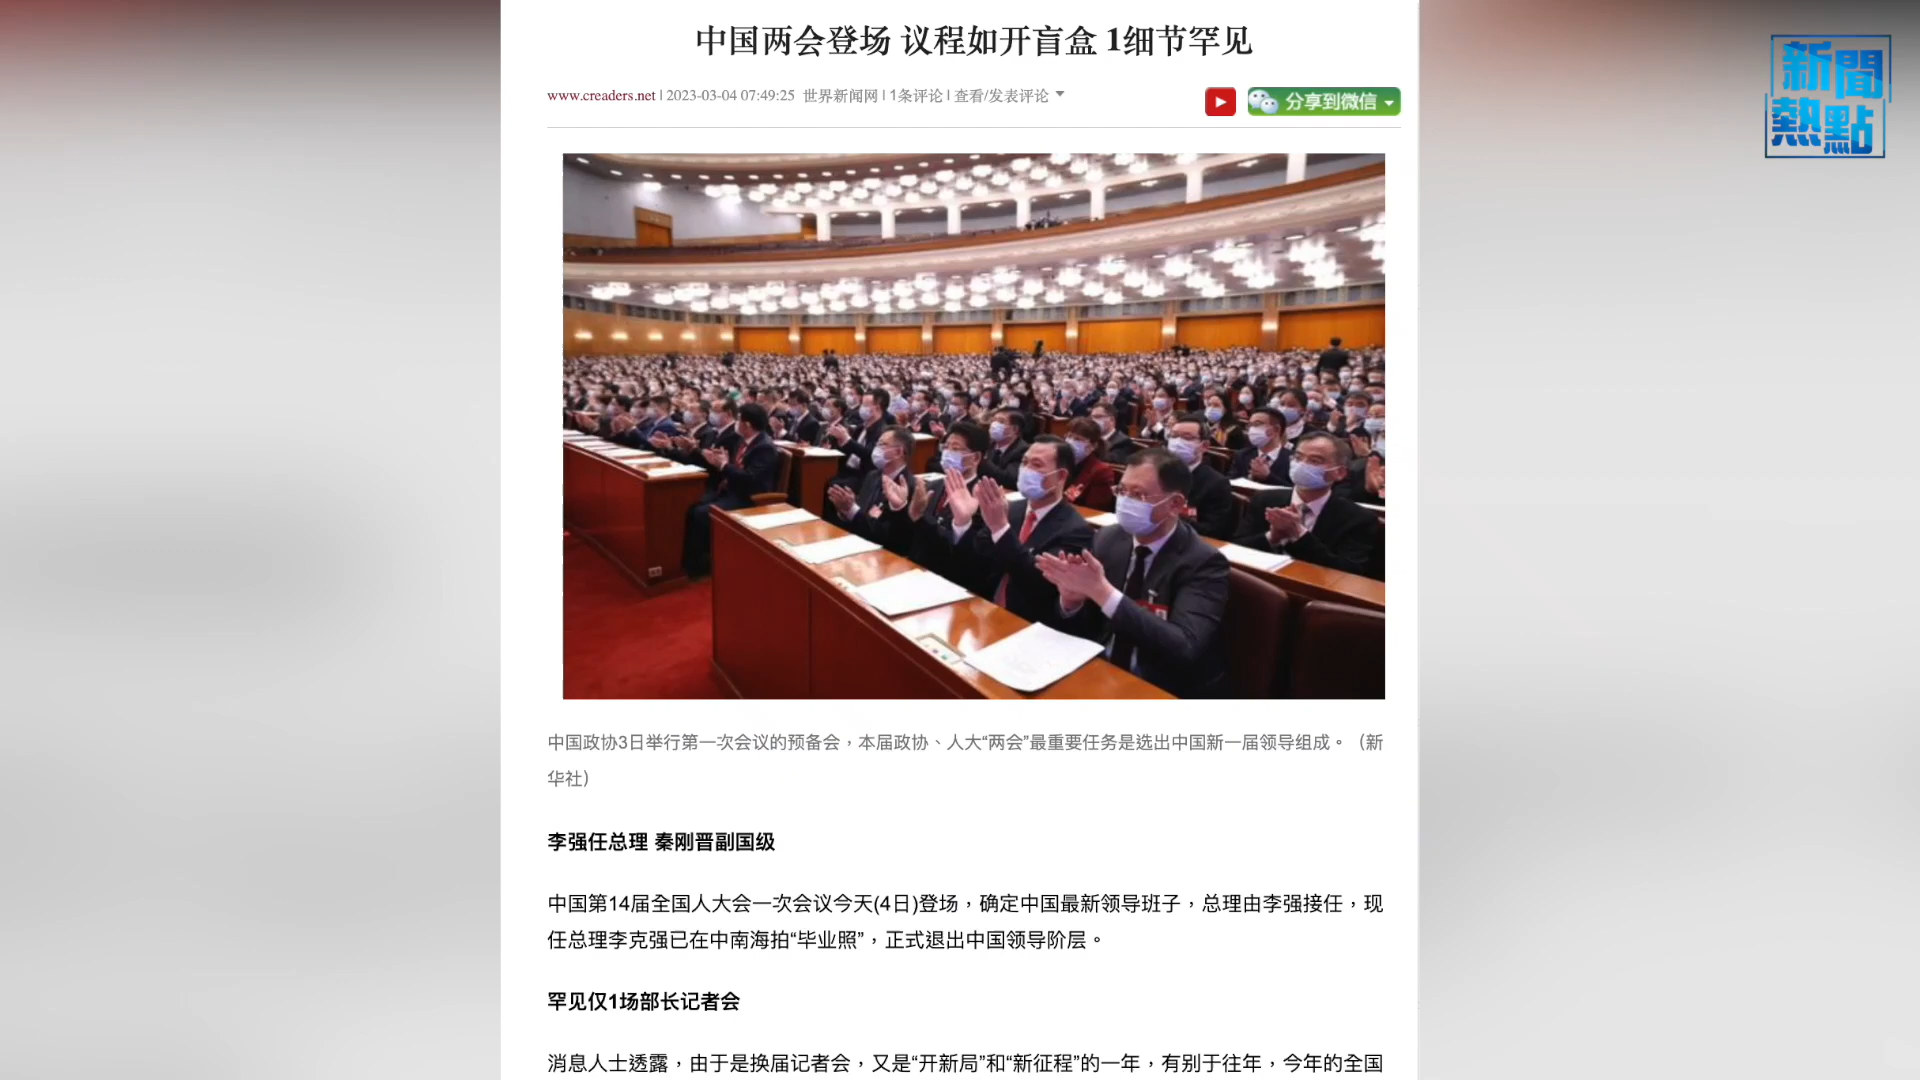 中国两会登场 议程如开盲盒 1细节罕见
新聞
熱點
www.creaders.net | 2023-03-04 07:49:25 世界新闻网 | 1条评论 | 查看/发表评论
分享到微信
中国政协3日举行第一次会议的预备会，本届政协、人大“两会”最重要任务是选出中国新一届领导组成。（新
华社）
李强任总理 秦刚晋副国级
中国第14届全国人大会一次会议今天(4日)登场，确定中国最新领导班子，总理由李强接任，现
任总理李克强已在中南海拍“毕业照”，正式退出中国领导阶层。
罕见仅1场部长记者会
消息人士透露，由于是换届记者会，又是“开新局”和“新征程”的一年，有别于往年，今年的全国